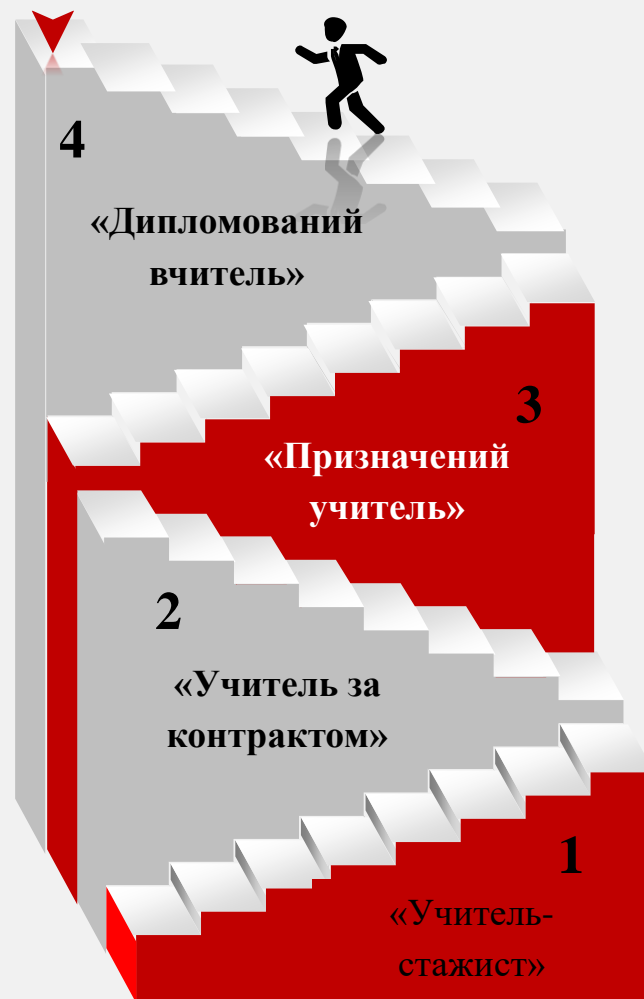 4
«Дипломований
вчитель»
3
«Призначений
учитель»
2
«Учитель за
контрактом»
1
«Учитель-
стажист»